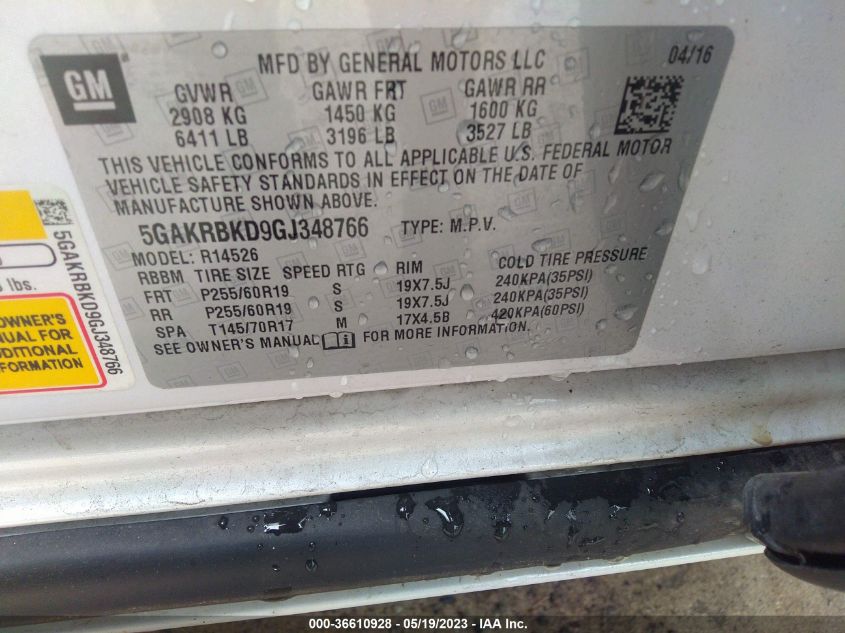 MFD BY GENERAL MOTORS LLC 04/16
GM
GVWR GAWR FRT GAWR RR
2908 KG 1450 KG 1600 KG
6411 LB 3196 LB 3527 LB
THIS VEHICLE CONFORMS TO ALL APPLICABLE U.S. FEDERAL MOTOR
VEHICLE SAFETY STANDARDS IN EFFECT ON THE DATE OF
MANUFACTURE SHOWN ABOVE.
5GAKRBKD9GJ348766 TYPE: M.P.V.
MODEL: R14526
RBBM TIRE SIZE SPEED RTG RIM COLD TIRE PRESSURE
FRT P255/60R19 S 19X7.5J 240KPA(35PSI)
RR P255/60R19 S 19X7.5J 240KPA(35PSI)
SPA T145/70R17 M 17X4.5B 420KPA(60PSI)
SEE OWNER'S MANUAL FOR MORE INFORMATION.
5GAKRBKD9GJ348766
lbs.
OWNER'S
MANUAL FOR
INFORMATION
000-36610928 - 05/19/2023 - IAA Inc.